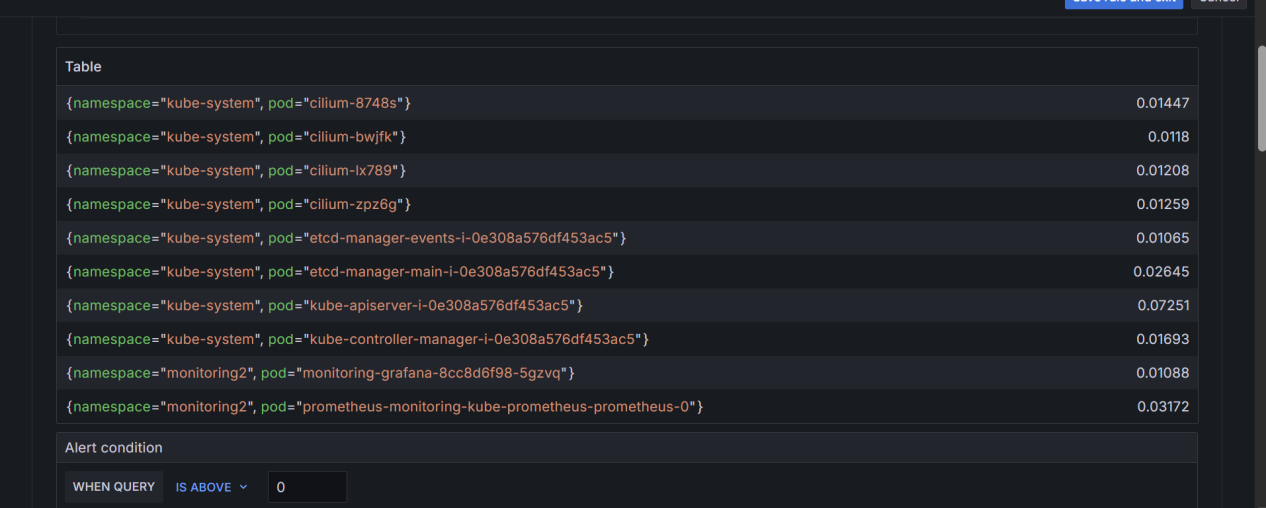 Table
{namespace="kube-system", pod="cilium-8748s"} 0.01447
{namespace="kube-system", pod="cilium-bwjfk"} 0.0118
{namespace="kube-system", pod="cilium-lx789"} 0.01208
{namespace="kube-system", pod="cilium-zpz6g"} 0.01259
{namespace="kube-system", pod="etcd-manager-events-i-0e308a576df453ac5"} 0.01065
{namespace="kube-system", pod="etcd-manager-main-i-0e308a576df453ac5"} 0.02645
{namespace="kube-system", pod="kube-apiserver-i-0e308a576df453ac5"} 0.07251
{namespace="kube-system", pod="kube-controller-manager-i-0e308a576df453ac5"} 0.01693
{namespace="monitoring2", pod="monitoring-grafana-8cc8d6f98-5gzvq"} 0.01088
{namespace="monitoring2", pod="prometheus-monitoring-kube-prometheus-prometheus-0"} 0.03172
Alert condition
WHEN QUERY IS ABOVE 0